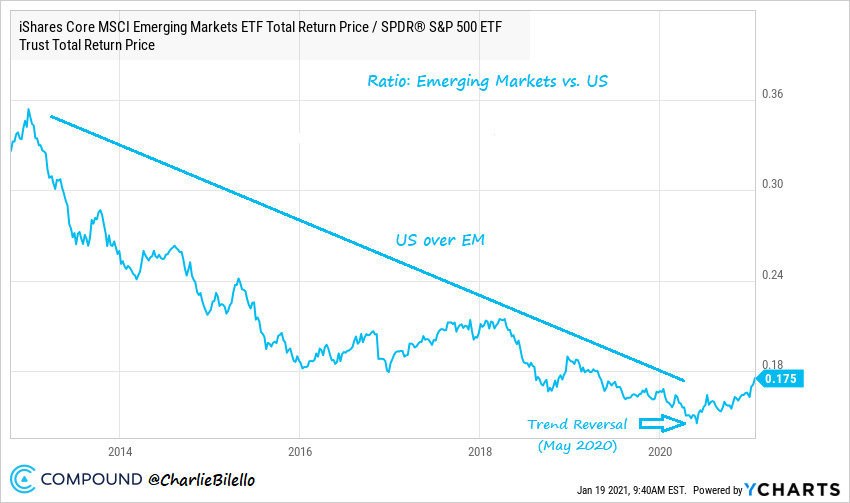 iShares Core MSCI Emerging Markets ETF Total Return Price / SPDR® S&P 500 ETF
Trust Total Return Price
Ratio: Emerging Markets vs. US
0.36
0.30
US over EM
0.24
0.18
0.175
Trend Reversal
(May 2020)
2014 2016 2018 2020
COMPOUND @CharlieBilello
Jan 19 2021, 9:40AM EST. Powered by YCHARTS